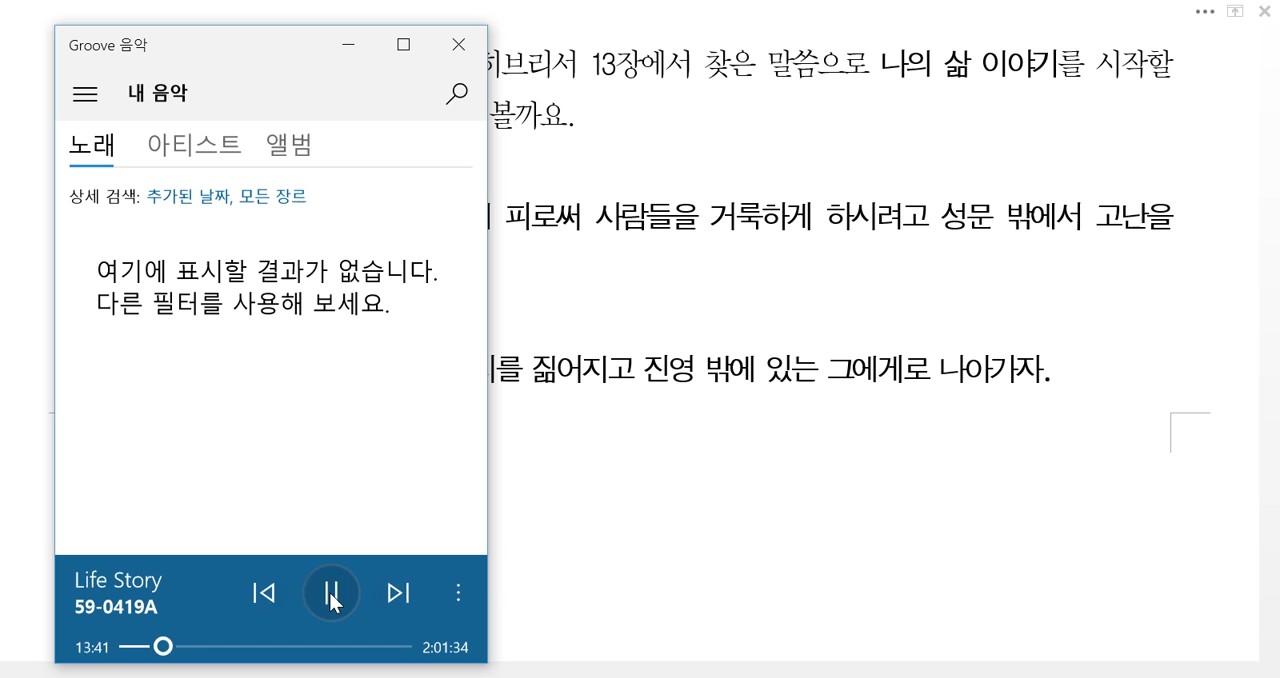 Groove 음악
내 음악
노래 아티스트 앨범
상세 검색: 추가된 날짜, 모든 장르
여기에 표시할 결과가 없습니다.
다른 필터를 사용해 보세요.
Life Story
59-0419A
13:41 2:01:34
13장에서 찾은 말씀으로 나의 삶 이야기를 시작할
볼까요.
피로써 사람들을 거룩하게 하시려고 성문 밖에서 고난을
를 짊어지고 진영 밖에 있는 그에게로 나아가자.